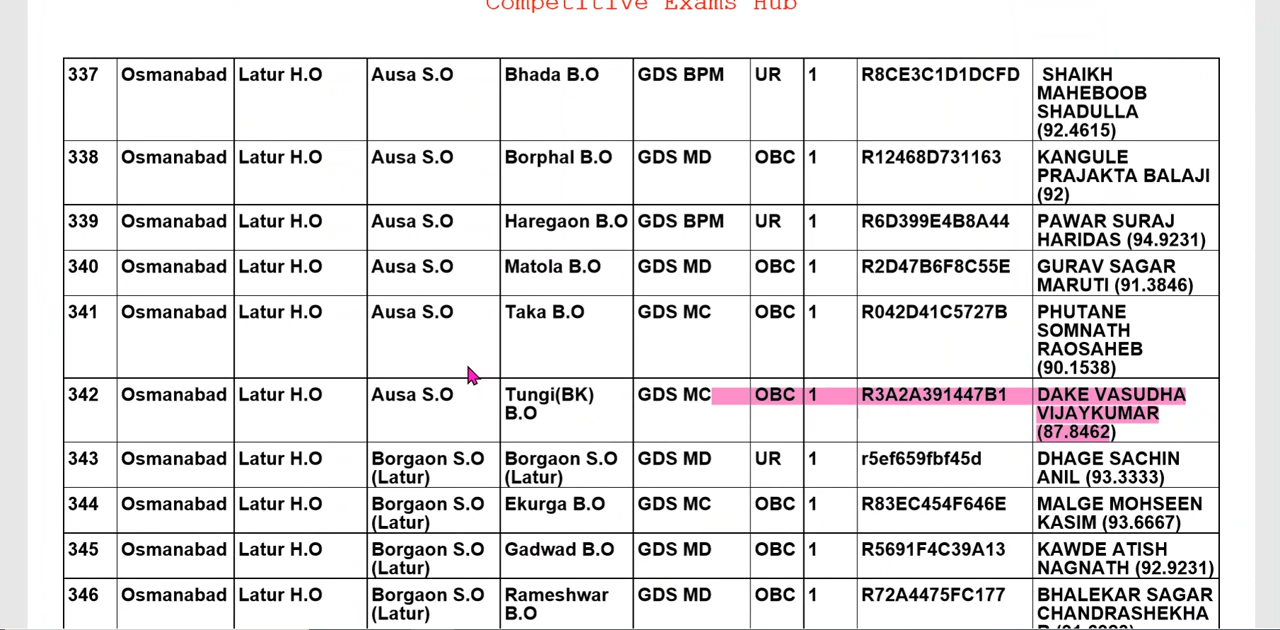 Competitive Exams Hub
337 Osmanabad Latur H.O Ausa S.O Bhada B.O GDS BPM UR 1 R8CE3C1D1DCFD SHAIKH
MAHEBOOB
SHADULLA
(92.4615)
338 Osmanabad Latur H.O Ausa S.O Borphal B.O GDS MD OBC 1 R12468D731163 KANGULE
PRAJAKTA BALAJI
(92)
339 Osmanabad Latur H.O Ausa S.O Haregaon B.O GDS BPM UR 1 R6D399E4B8A44 PAWAR SURAJ
HARIDAS (94.9231)
340 Osmanabad Latur H.O Ausa S.O Matola B.O GDS MD OBC 1 R2D47B6F8C55E GURAV SAGAR
MARUTI (91.3846)
341 Osmanabad Latur H.O Ausa S.O Taka B.O GDS MC OBC 1 R042D41C5727B PHUTANE
SOMNATH
RAOSAHEB
(90.1538)
342 Osmanabad Latur H.O Ausa S.O Tungi(BK) GDS MC OBC 1 R3A2A391447B1 DAKE VASUDHA
B.O VIJAYKUMAR
(87.8462)
343 Osmanabad Latur H.O Borgaon S.O Borgaon S.O GDS MD UR 1 r5ef659fbf45d DHAGE SACHIN
(Latur) (Latur) ANIL (93.3333)
344 Osmanabad Latur H.O Borgaon S.O Ekurga B.O GDS MC OBC 1 R83EC454F646E MALGE MOHSEEN
(Latur) KASIM (93.6667)
345 Osmanabad Latur H.O Borgaon S.O Gadwad B.O GDS MD OBC 1 R5691F4C39A13 KAWDE ATISH
(Latur) NAGNATH (92.9231)
346 Osmanabad Latur H.O Borgaon S.O Rameshwar GDS MD OBC 1 R72A4475FC177 BHALEKAR SAGAR
(Latur) B.O CHANDRASHEKHA